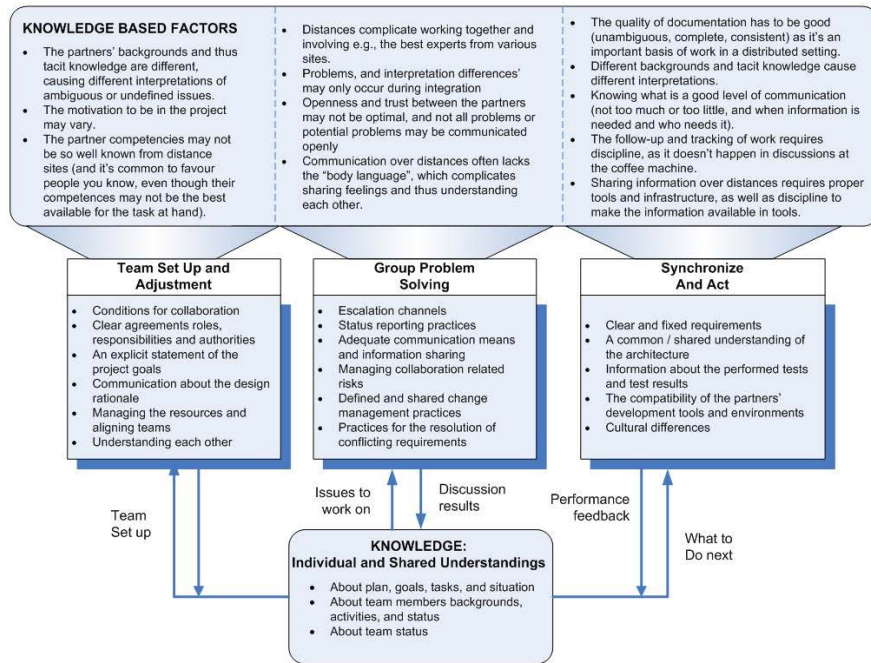 KNOWLEDGE BASED FACTORS
• The partners' backgrounds and thus
tacit knowledge are different,
causing different interpretations of
ambiguous or undefined issues.
• The motivation to be in the project
may vary.
• The partner competencies may not
be so well known from distance
sites (and it's common to favour
people you know, even though their
competences may not be the best
available for the task at hand).
• Distances complicate working together and
involving e.g., the best experts from various
sites.
• Problems, and interpretation differences'
may only occur during integration
• Openness and trust between the partners
may not be optimal, and not all problems or
potential problems may be communicated
openly
• Communication over distances often lacks
the "body language", which complicates
sharing feelings and thus understanding
each other.
• The quality of documentation has to be good
(unambiguous, complete, consistent) as it's an
important basis of work in a distributed setting.
• Different backgrounds and tacit knowledge cause
different interpretations.
• Knowing what is a good level of communication
(not too much or too little, and when information is
needed and who needs it).
• The follow-up and tracking of work requires
discipline, as it doesn't happen in discussions at
the coffee machine.
• Sharing information over distances requires proper
tools and infrastructure, as well as discipline to
make the information available in tools.
Team Set Up and
Adjustment
• Conditions for collaboration
• Clear agreements roles,
responsibilities and authorities
• An explicit statement of the
project goals
• Communication about the design
rationale
• Managing the resources and
aligning teams
• Understanding each other
Group Problem
Solving
• Escalation channels
• Status reporting practices
• Adequate communication means
and information sharing
• Managing collaboration related
risks
• Defined and shared change
management practices
• Practices for the resolution of
conflicting requirements
Synchronize
And Act
• Clear and fixed requirements
• A common / shared understanding of
the architecture
• Information about the performed tests
and test results
• The compatibility of the partners'
development tools and environments
• Cultural differences
Team
Set up
Issues to
work on
Discussion
results
Performance
feedback
What to
Do next
KNOWLEDGE:
Individual and Shared Understandings
• About plan, goals, tasks, and situation
• About team members backgrounds,
activities, and status
• About team status